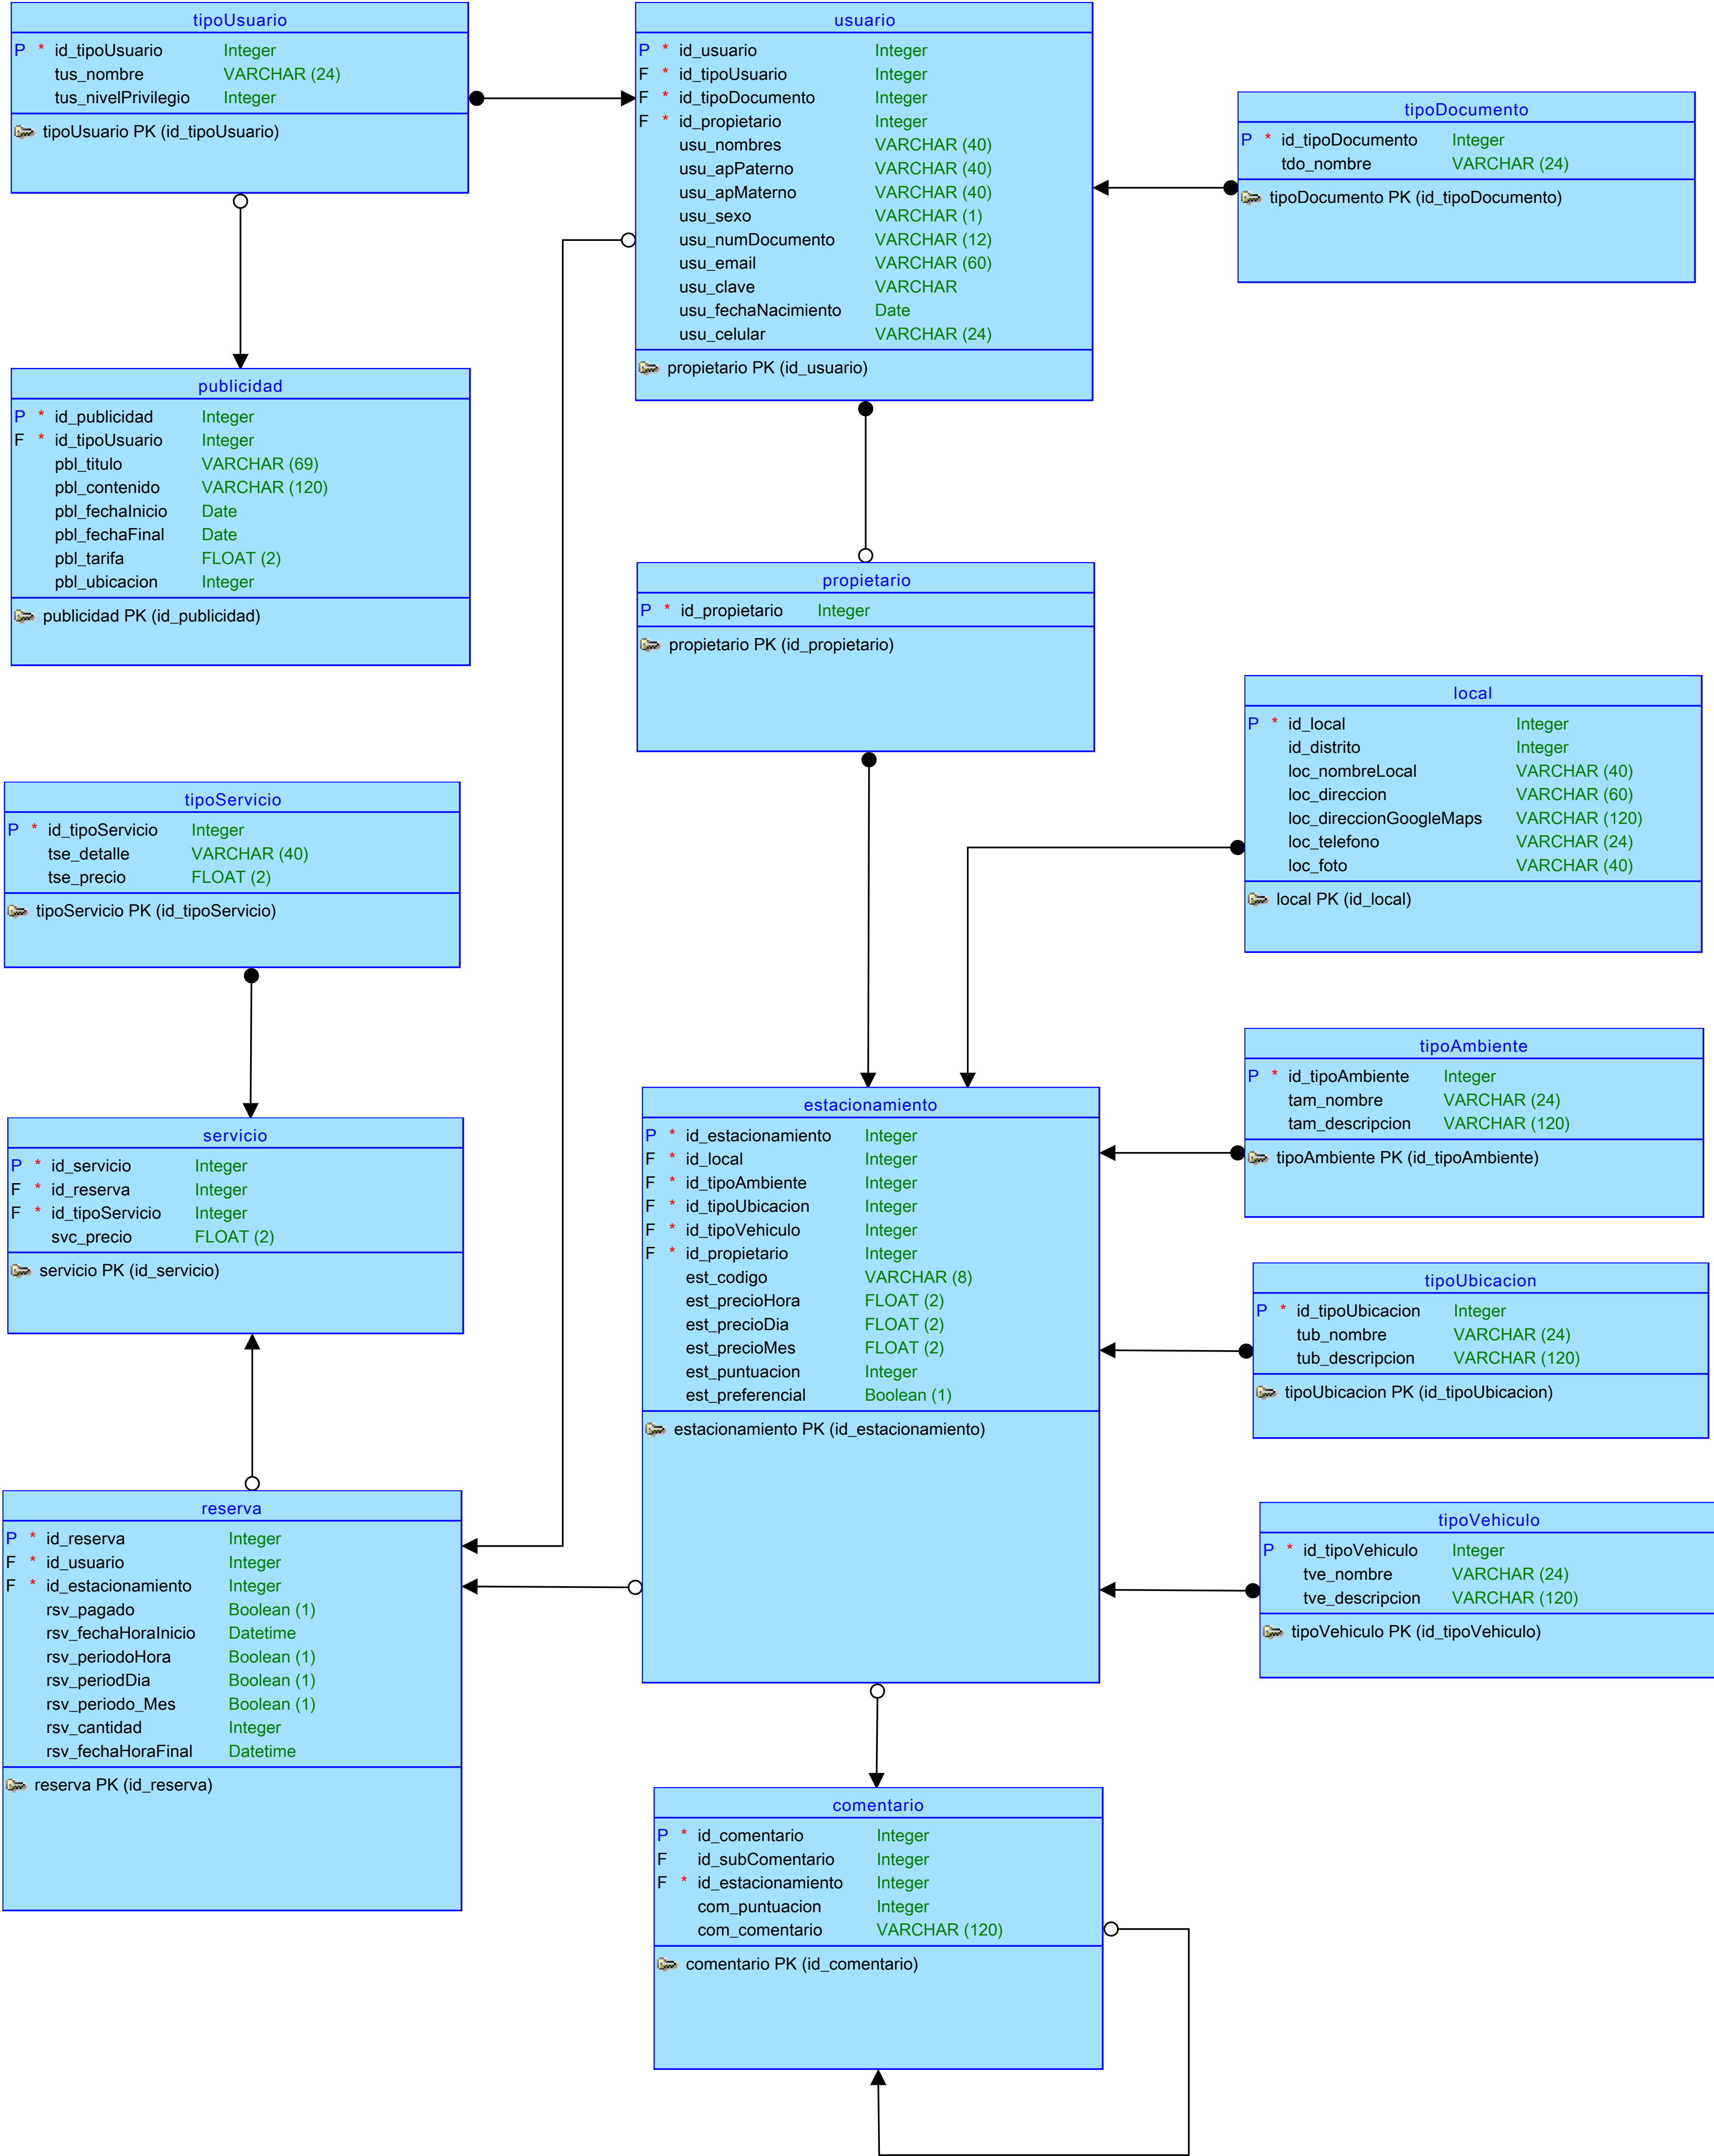 tipoUsuario
P * id_tipoUsuario Integer
tus_nombre VARCHAR (24)
tus_nivelPrivilegio Integer
tipoUsuario PK (id_tipoUsuario)
usuario
P * id_usuario Integer
F * id_tipoUsuario Integer
F * id_tipoDocumento Integer
F * id_propietario Integer
usu_nombres VARCHAR (40)
usu_apPaterno VARCHAR (40)
usu_apMaterno VARCHAR (40)
usu_sexo VARCHAR (1)
usu_numDocumento VARCHAR (12)
usu_email VARCHAR (60)
usu_clave VARCHAR
usu_fechaNacimiento Date
usu_celular VARCHAR (24)
propietario PK (id_usuario)
tipoDocumento
P * id_tipoDocumento Integer
tdo_nombre VARCHAR (24)
tipoDocumento PK (id_tipoDocumento)
publicidad
P * id_publicidad Integer
F * id_tipoUsuario Integer
pbl_titulo VARCHAR (69)
pbl_contenido VARCHAR (120)
pbl_fechaInicio Date
pbl_fechaFinal Date
pbl_tarifa FLOAT (2)
pbl_ubicacion Integer
publicidad PK (id_publicidad)
propietario
P * id_propietario Integer
propietario PK (id_propietario)
local
P * id_local Integer
id_distrito Integer
loc_nombreLocal VARCHAR (40)
loc_direccion VARCHAR (60)
loc_direccionGoogleMaps VARCHAR (120)
loc_telefono VARCHAR (24)
loc_foto VARCHAR (40)
local PK (id_local)
tipoServicio
P * id_tipoServicio Integer
tse_detalle VARCHAR (40)
tse_precio FLOAT (2)
tipoServicio PK (id_tipoServicio)
tipoAmbiente
P * id_tipoAmbiente Integer
tam_nombre VARCHAR (24)
tam_descripcion VARCHAR (120)
tipoAmbiente PK (id_tipoAmbiente)
servicio
P * id_servicio Integer
F * id_reserva Integer
F * id_tipoServicio Integer
svc_precio FLOAT (2)
servicio PK (id_servicio)
estacionamiento
P * id_estacionamiento Integer
F * id_local Integer
F * id_tipoAmbiente Integer
F * id_tipoUbicacion Integer
F * id_tipoVehiculo Integer
F * id_propietario Integer
est_codigo VARCHAR (8)
est_precioHora FLOAT (2)
est_precioDia FLOAT (2)
est_precioMes FLOAT (2)
est_puntuacion Integer
est_preferencial Boolean (1)
estacionamiento PK (id_estacionamiento)
tipoUbicacion
P * id_tipoUbicacion Integer
tub_nombre VARCHAR (24)
tub_descripcion VARCHAR (120)
tipoUbicacion PK (id_tipoUbicacion)
reserva
P * id_reserva Integer
F * id_usuario Integer
F * id_estacionamiento Integer
rsv_pagado Boolean (1)
rsv_fechaHoraInicio Datetime
rsv_periodoHora Boolean (1)
rsv_periodDia Boolean (1)
rsv_periodo_Mes Boolean (1)
rsv_cantidad Integer
rsv_fechaHoraFinal Datetime
reserva PK (id_reserva)
tipoVehiculo
P * id_tipoVehiculo Integer
tve_nombre VARCHAR (24)
tve_descripcion VARCHAR (120)
tipoVehiculo PK (id_tipoVehiculo)
comentario
P * id_comentario Integer
F id_subComentario Integer
F * id_estacionamiento Integer
com_puntuacion Integer
com_comentario VARCHAR (120)
comentario PK (id_comentario)